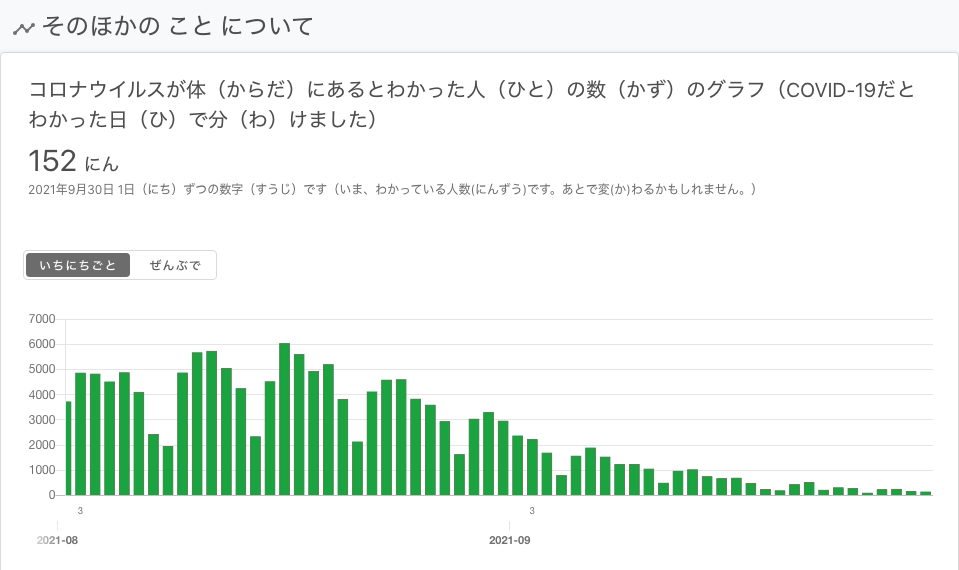 そのほかの こと について
コロナウイルスが体（からだ）にあるとわかった人（ひと）の数（かず）のグラフ（COVID-19だと
わかった日（ひ）で分（わ）けました）
152 にん
2021年9月30日 1日（にち）ずつの数字（すうじ）です（いま、わかっている人数(にんずう)です。あとで変(か)わるかもしれません。）
いちにちごと ぜんぶで
7000
6000
5000
4000
3000
2000
1000
0
3 3
2021-08 2021-09